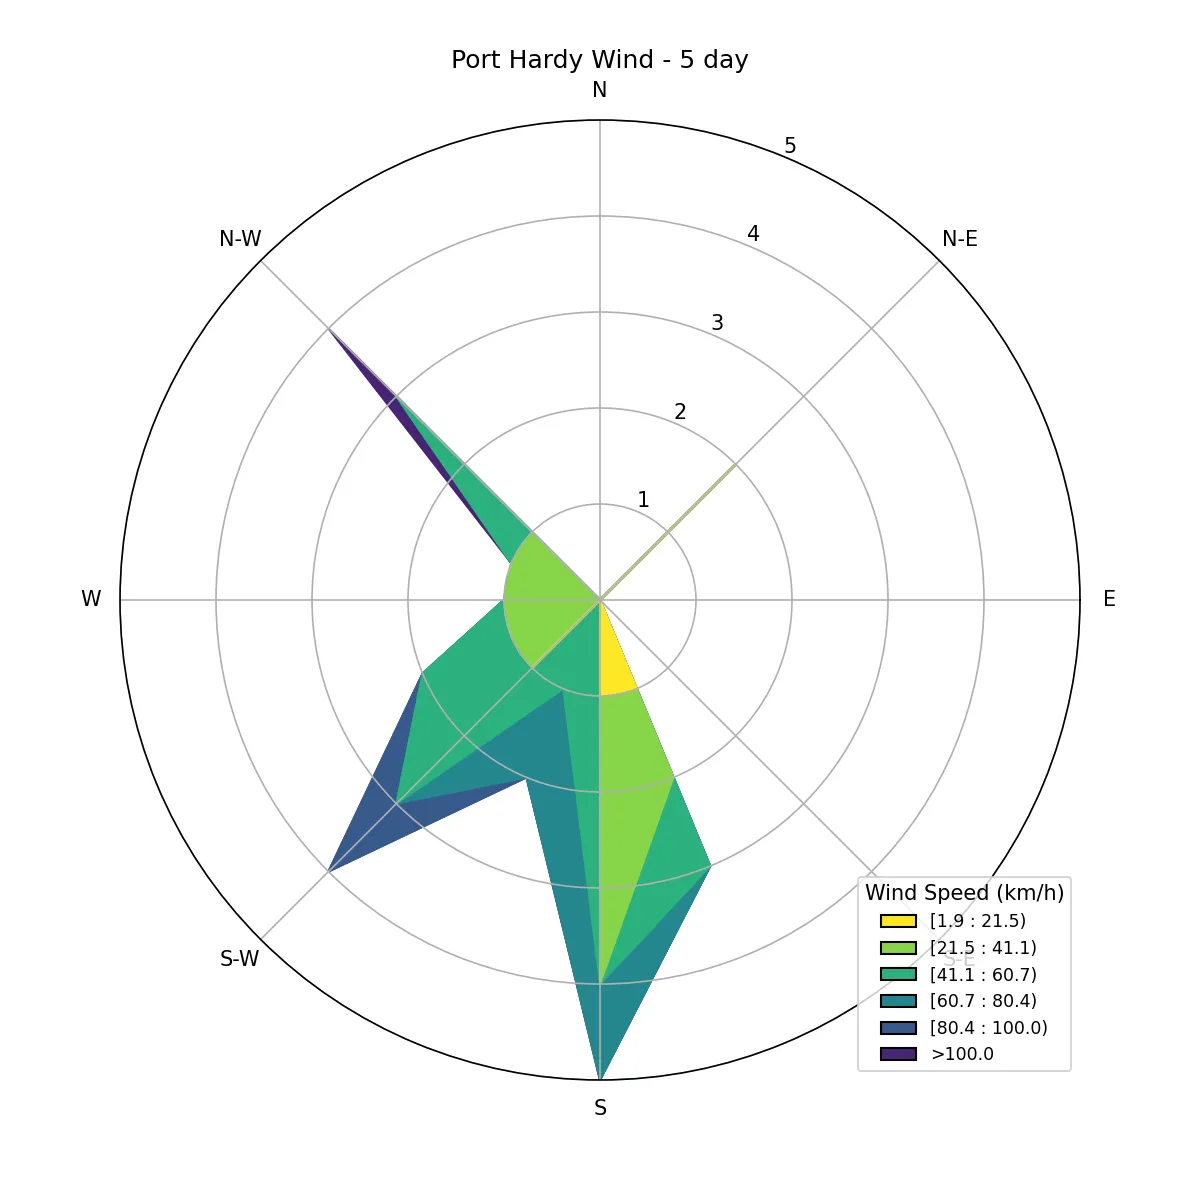 Port Hardy Wind - 5 day
N
5
N-W
N-E
4
3
2
1
W
E
S-W
S-E
S
Wind Speed (km/h)
[1.9 : 21.5)
[21.5 : 41.1)
[41.1 : 60.7)
[60.7 : 80.4)
[80.4 : 100.0)
>100.0